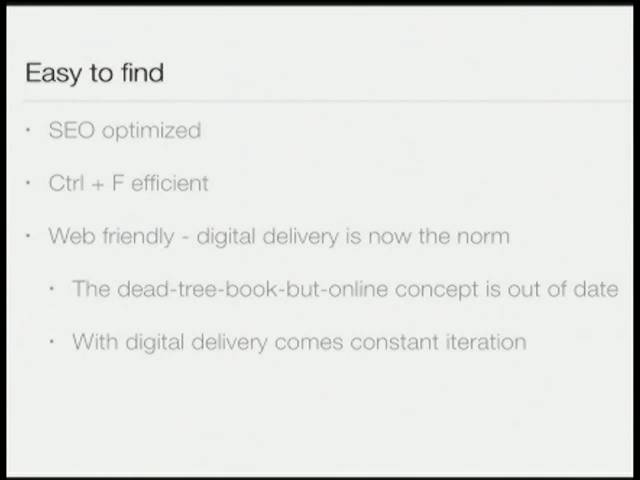 Easy to find
• SEO optimized
• Ctrl + F efficient
• Web friendly - digital delivery is now the norm
• The dead-tree-book-but-online concept is out of date
• With digital delivery comes constant iteration